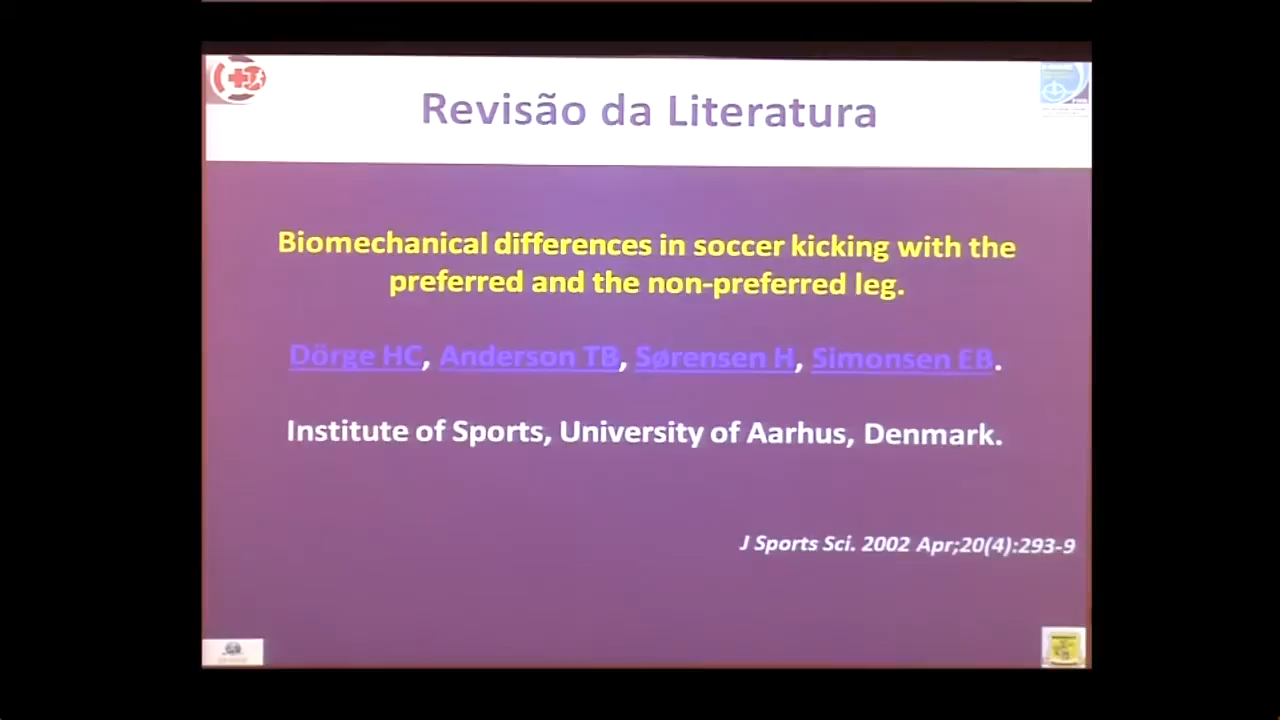 Revisão da Literatura
Biomechanical differences in soccer kicking with the
preferred and the non-preferred leg.
Dörge HC, Anderson TB, Sørensen H, Simonsen EB.
Institute of Sports, University of Aarhus, Denmark.
J Sports Sci. 2002 Apr;20(4):293-9